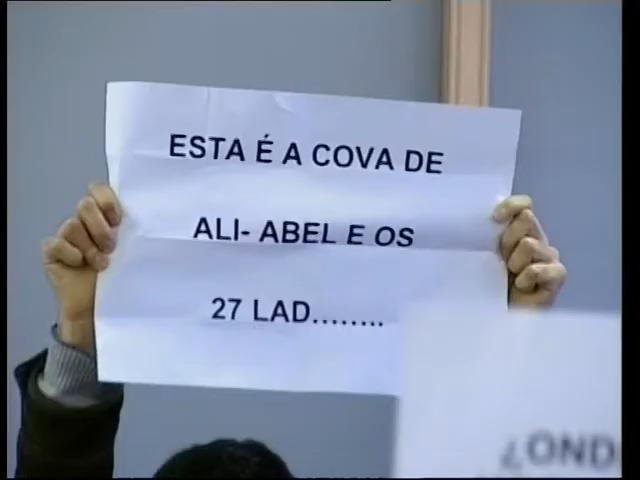 ESTA É A COVA DE
ALI- ABEL E OS
27 LAD........
¿OND